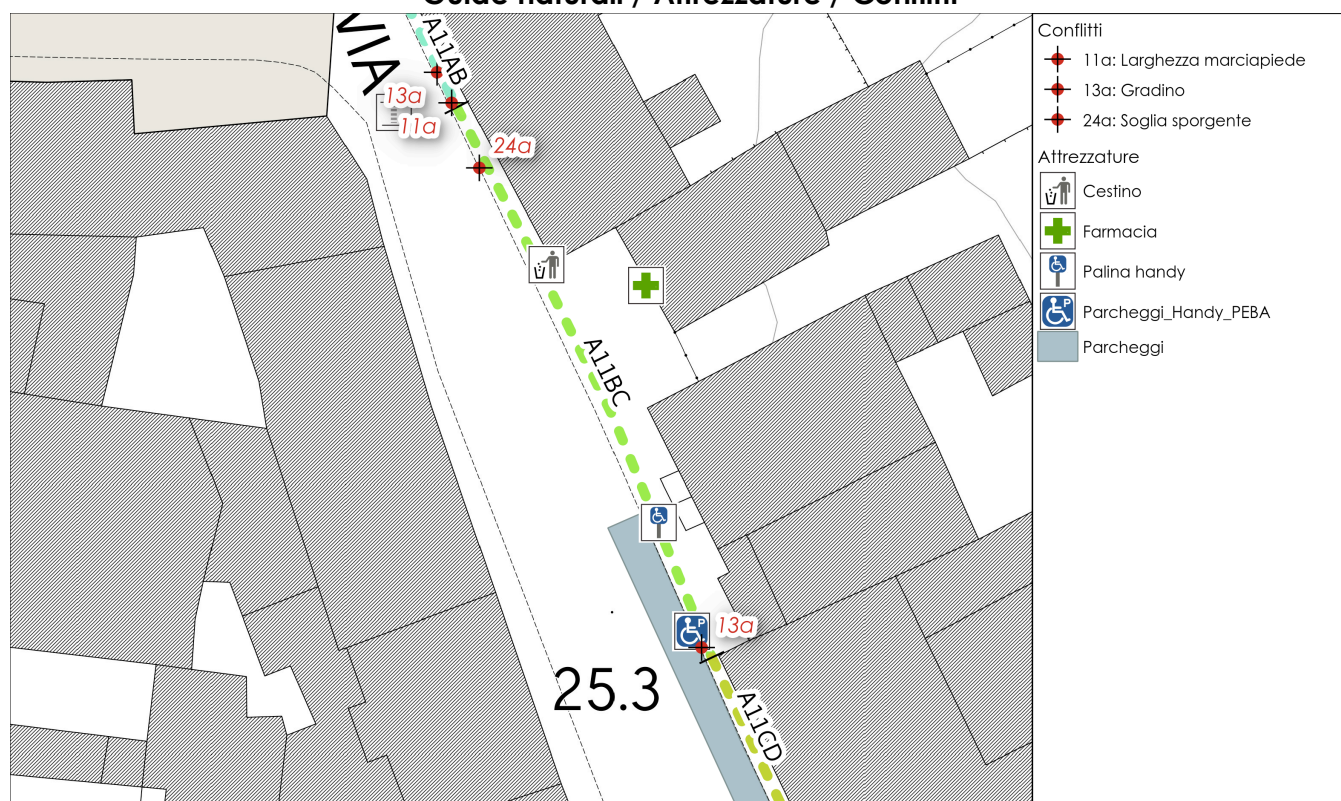 Guide naturali / Attrezzature / Conflitti
VIA
A11AB
13a
11a
24a
A11BC
P
13a
25.3
A11CD
Conflitti
11a: Larghezza marciapiede
13a: Gradino
24a: Soglia sporgente
Attrezzature
Cestino
Farmacia
Palina handy
P
Parcheggi_Handy_PEBA
Parcheggi